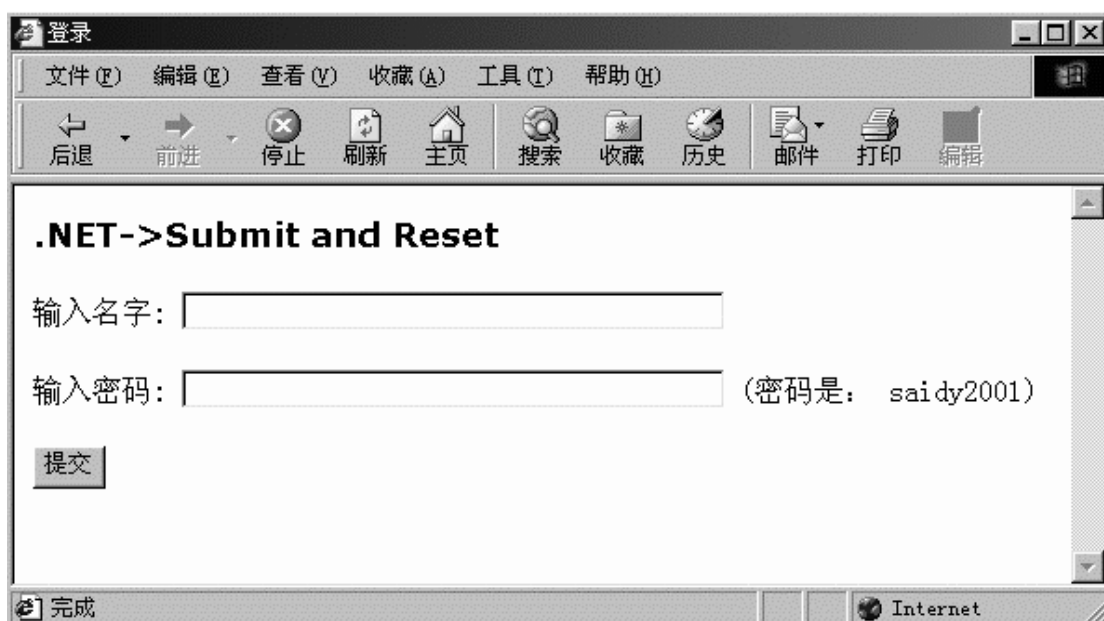 登录
文件(F) 编辑(E) 查看(V) 收藏(A) 工具(T) 帮助(H)
后退 前进 停止 刷新 主页 搜索 收藏 历史 邮件 打印 编辑
.NET->Submit and Reset
输入名字:
输入密码: (密码是: saidy2001)
提交
完成 Internet